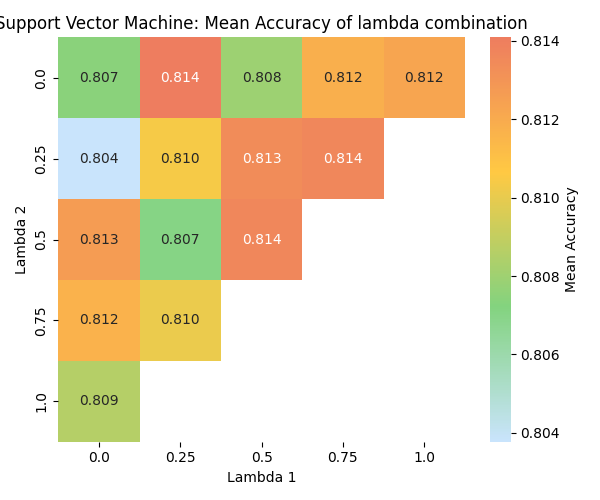 Support Vector Machine: Mean Accuracy of lambda combination
0.0 0.807 0.814 0.808 0.812 0.812
0.25 0.804 0.810 0.813 0.814
0.5 0.813 0.807 0.814
0.75 0.812 0.810
1.0 0.809
0.0 0.25 0.5 0.75 1.0
Lambda 1
Lambda 2
0.814
0.812
0.810
0.808
0.806
0.804
Mean Accuracy